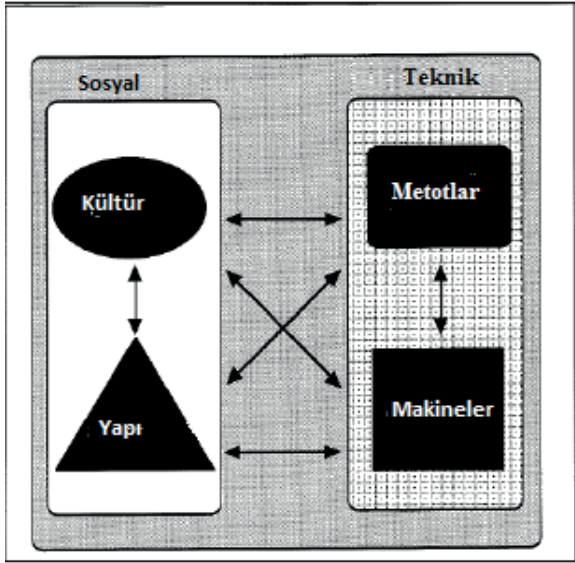 Sosyal
Teknik
Kültür
Metotlar
Yapı
Makineler